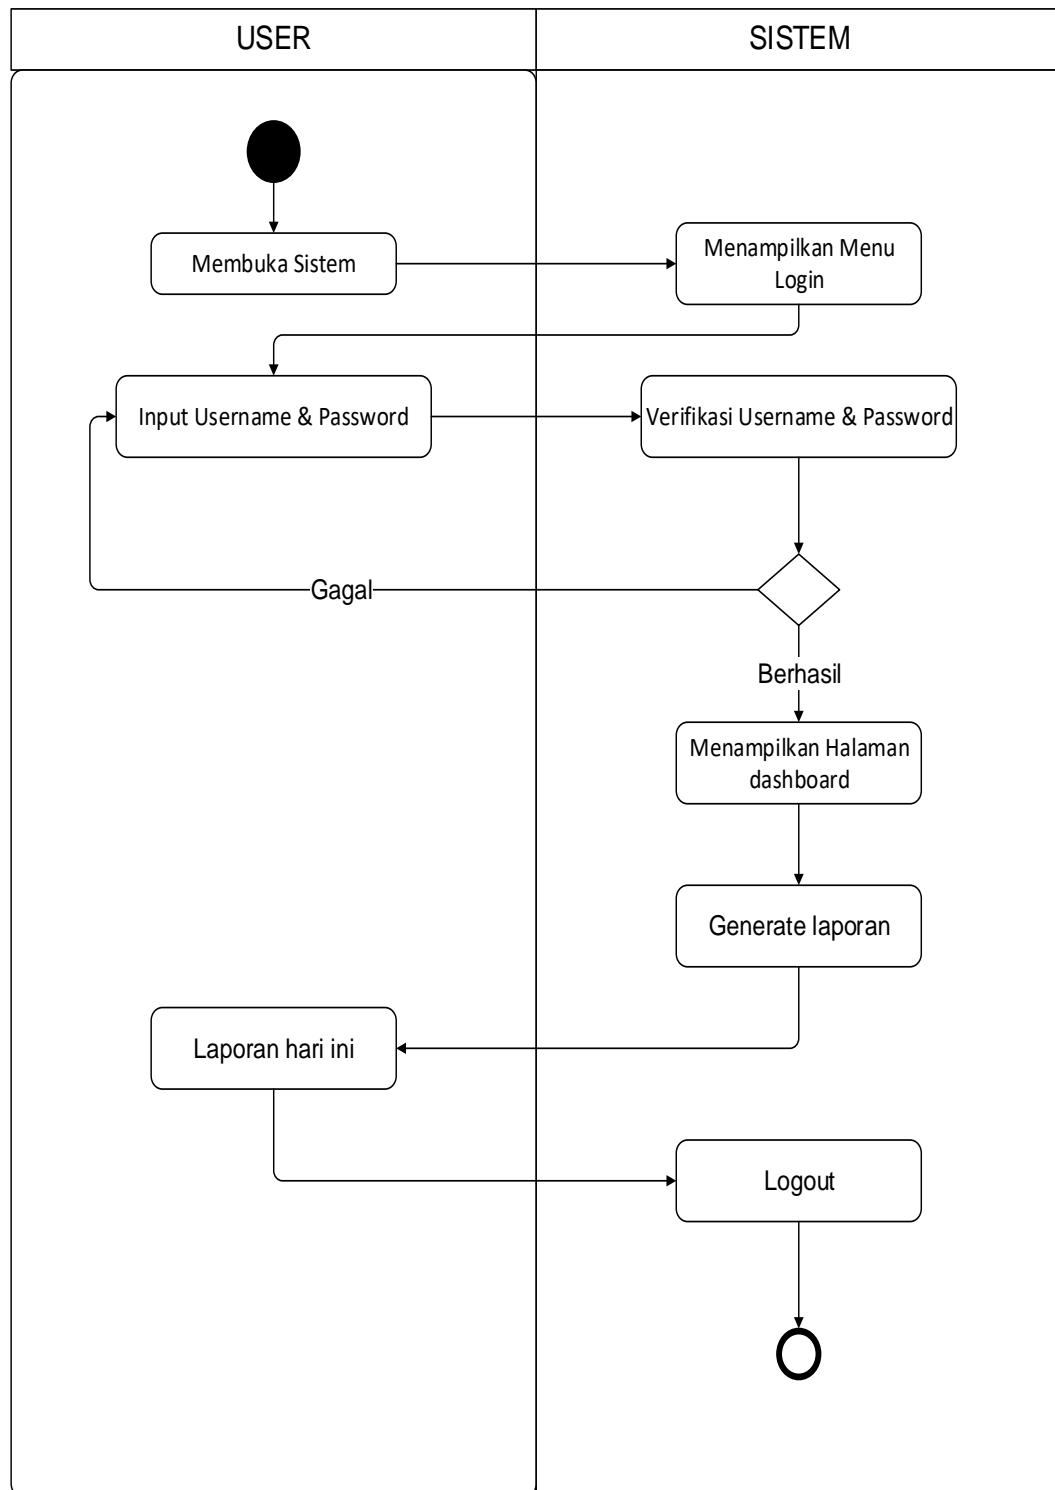 USER
SISTEM
Membuka Sistem
Menampilkan Menu
Login
Input Username & Password
Verifikasi Username & Password
Gagal
Berhasil
Menampilkan Halaman
dashboard
Generate laporan
Laporan hari ini
Logout